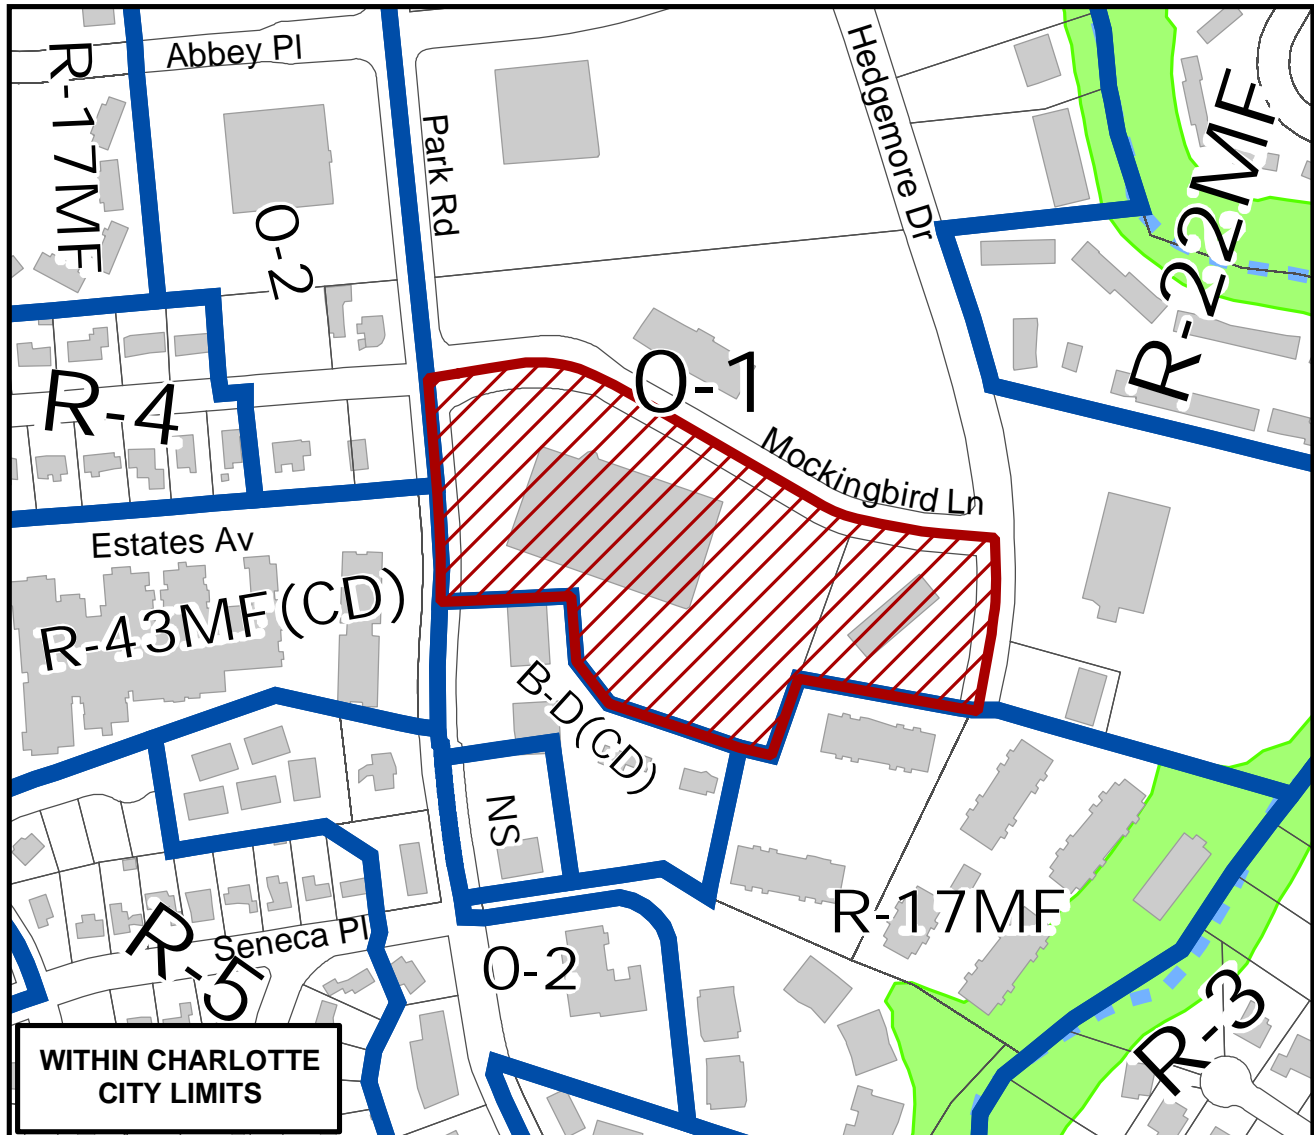 Abbey Pl
R-17MF
Park Rd
Hedgemore Dr
O-2
R-22MF
O-1
R-4
Mockingbird Ln
Estates Av
R-43MF(CD)
B-D(CD)
NS
R-17MF
R-5
Seneca Pl
O-2
R-3
WITHIN CHARLOTTE
CITY LIMITS